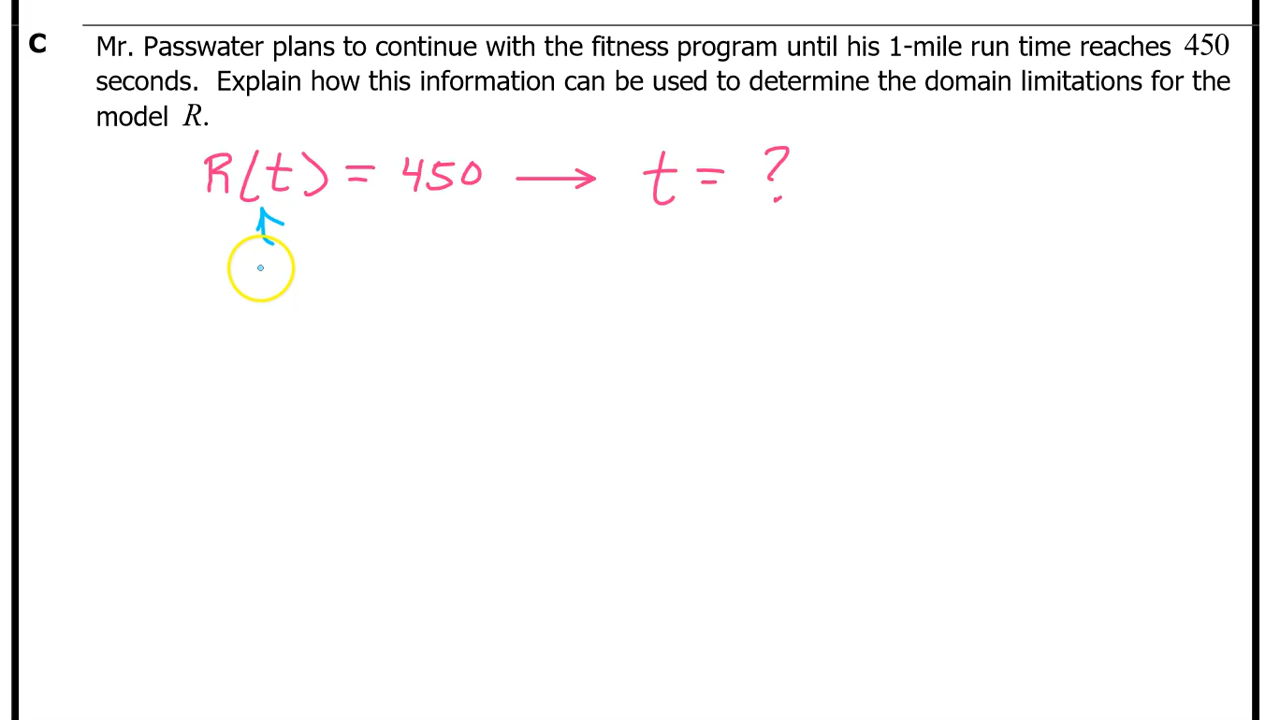 C Mr. Passwater plans to continue with the fitness program until his 1-mile run time reaches 450
seconds. Explain how this information can be used to determine the domain limitations for the
model R.
R(t) = 450 → t = ?